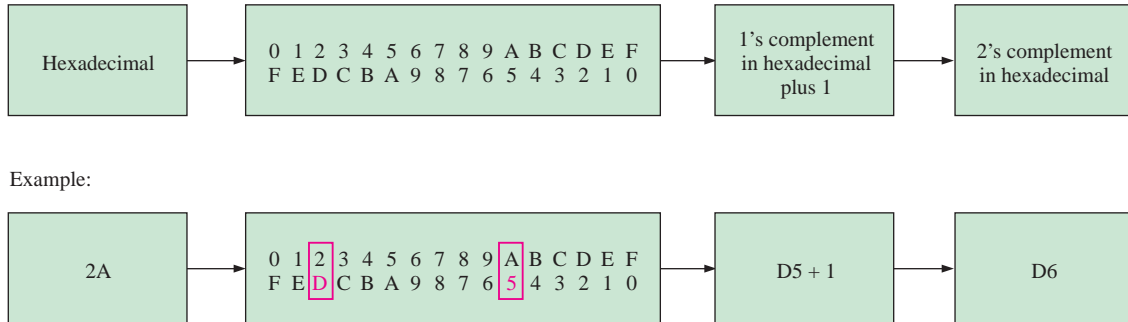 Hexadecimal
0 1 2 3 4 5 6 7 8 9 A B C D E F
F E D C B A 9 8 7 6 5 4 3 2 1 0
1's complement
in hexadecimal
plus 1
2's complement
in hexadecimal
Example:
2A
0 1 2 3 4 5 6 7 8 9 A B C D E F
F E D C B A 9 8 7 6 5 4 3 2 1 0
D5 + 1
D6